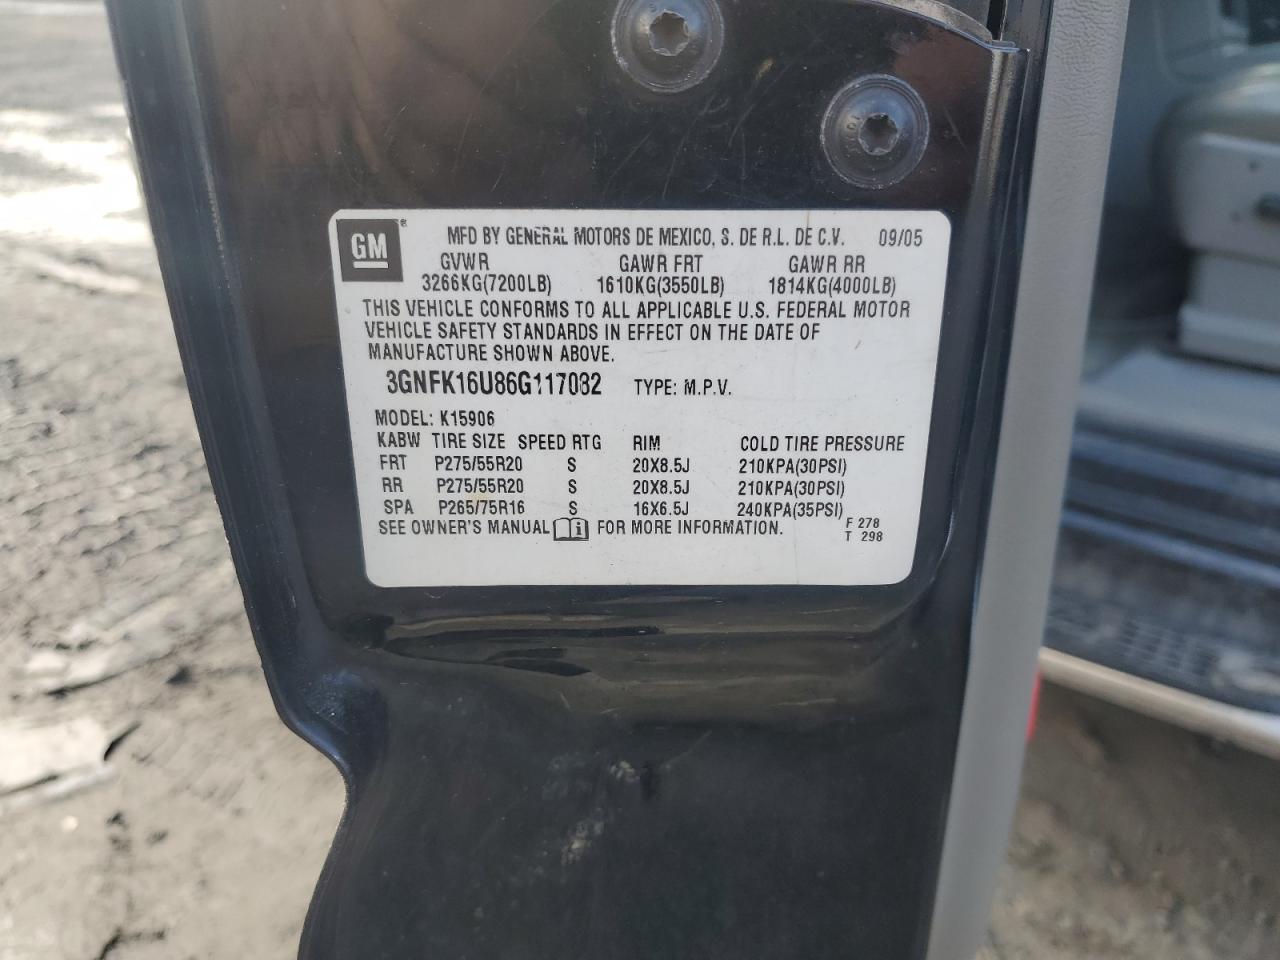 GM ® MFD BY GENERAL MOTORS DE MEXICO, S. DE R.L. DE C.V. 09/05
GVWR GAWR FRT GAWR RR
3266KG(7200LB) 1610KG(3550LB) 1814KG(4000LB)
THIS VEHICLE CONFORMS TO ALL APPLICABLE U.S. FEDERAL MOTOR
VEHICLE SAFETY STANDARDS IN EFFECT ON THE DATE OF
MANUFACTURE SHOWN ABOVE.
3GNFK16U86G117082 TYPE: M.P.V.
MODEL: K15906
KABW TIRE SIZE SPEED RTG RIM COLD TIRE PRESSURE
FRT P275/55R20 S 20X8.5J 210KPA(30PSI)
RR P275/55R20 S 20X8.5J 210KPA(30PSI)
SPA P265/75R16 S 16X6.5J 240KPA(35PSI)
SEE OWNER'S MANUAL FOR MORE INFORMATION. F 278
T 298